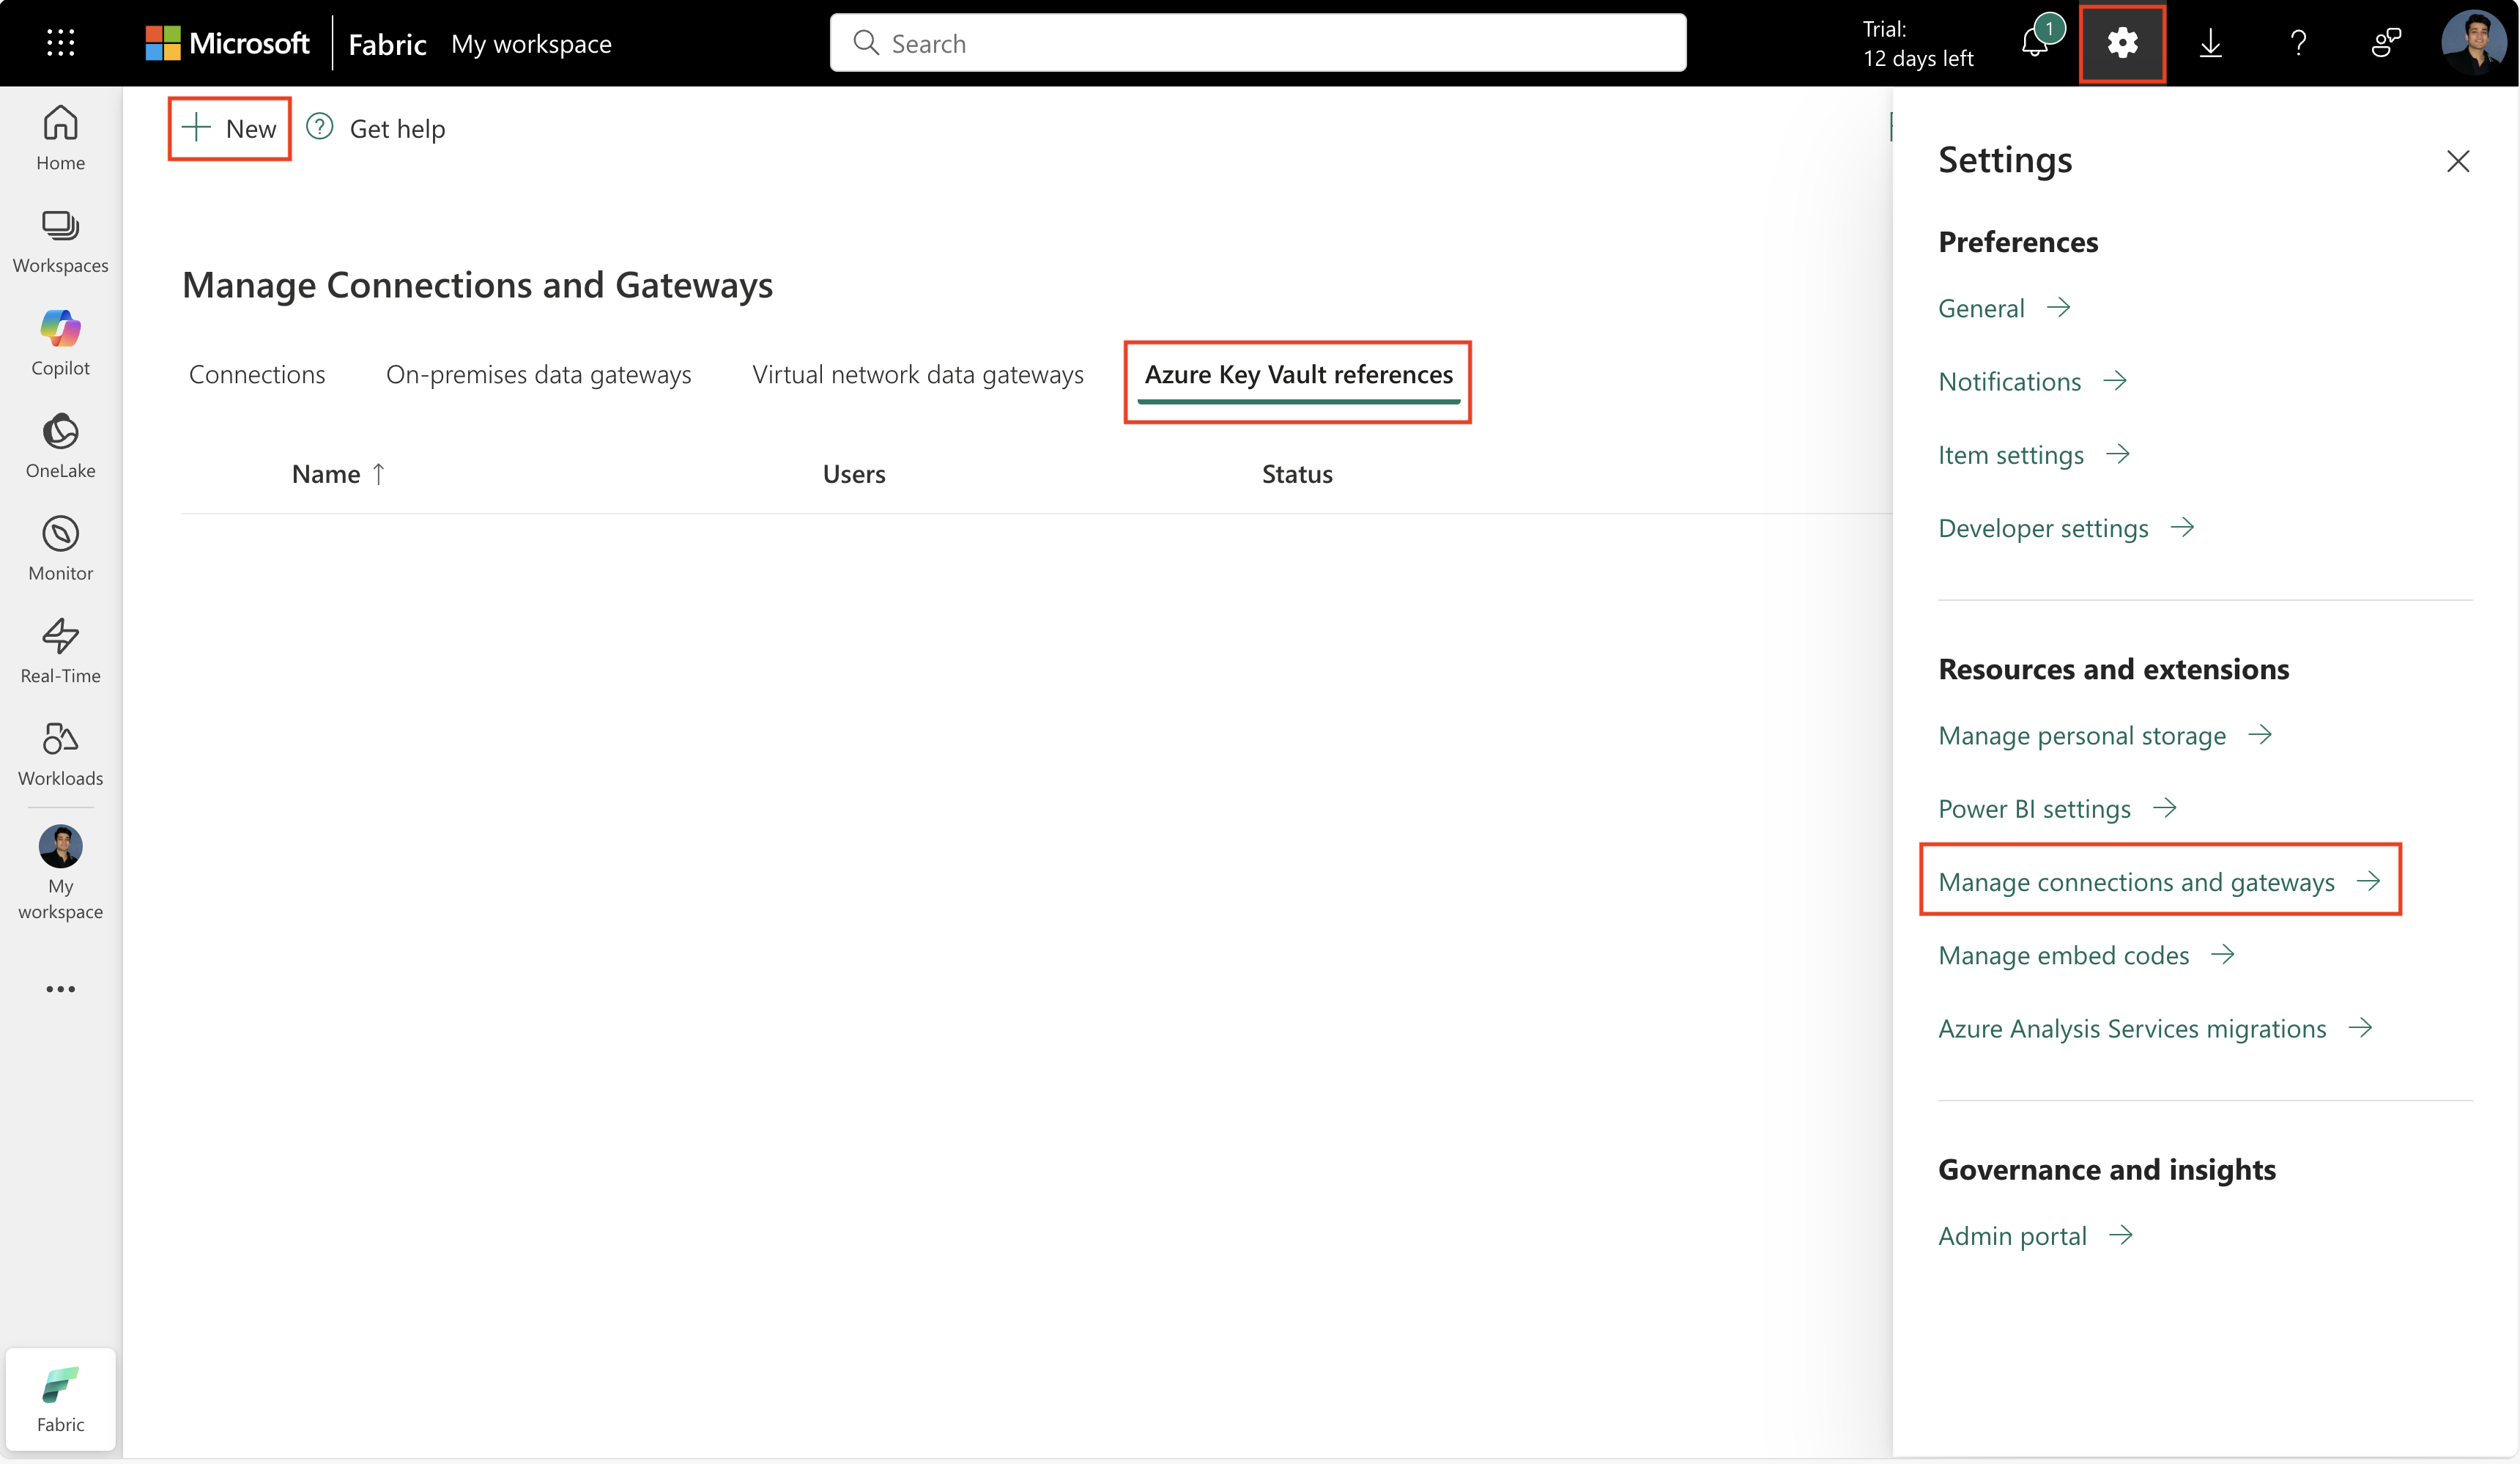 Microsoft
Fabric
My workspace
Search
Trial:
12 days left
1
Home
Workspaces
Copilot
OneLake
Monitor
Real-Time
Workloads
My
workspace
Fabric
New
Get help
Manage Connections and Gateways
Connections
On-premises data gateways
Virtual network data gateways
Azure Key Vault references
Name ↑
Users
Status
Settings
Preferences
General →
Notifications →
Item settings →
Developer settings →
Resources and extensions
Manage personal storage →
Power BI settings →
Manage connections and gateways →
Manage embed codes →
Azure Analysis Services migrations →
Governance and insights
Admin portal →